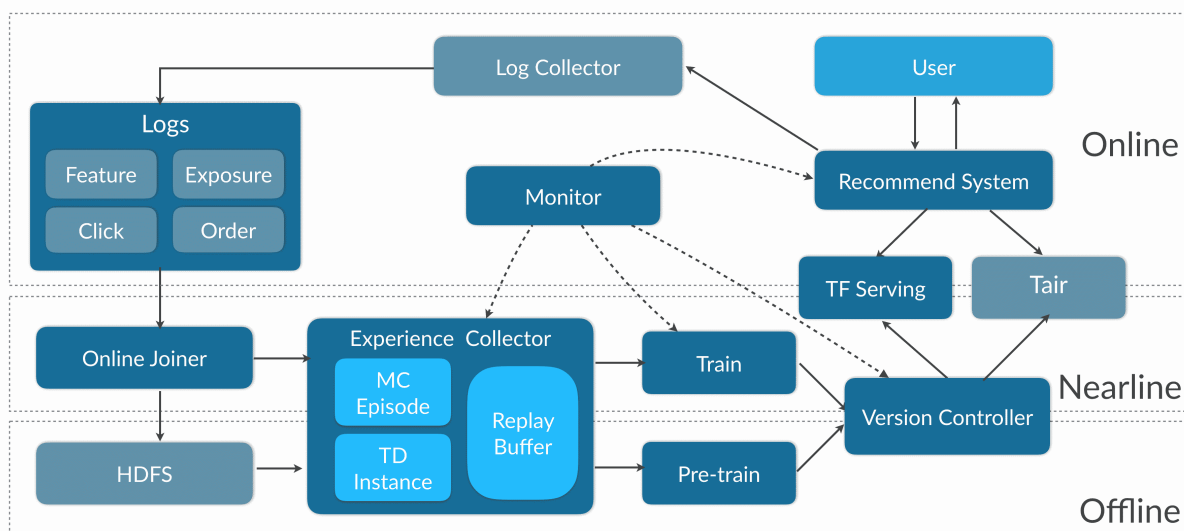 Log Collector
User
Logs
Feature
Exposure
Click
Order
Online
Monitor
Recommend System
TF Serving
Tair
Online Joiner
Experience Collector
MC
Episode
TD
Instance
Replay
Buffer
Train
Nearline
Version Controller
HDFS
Pre-train
Offline